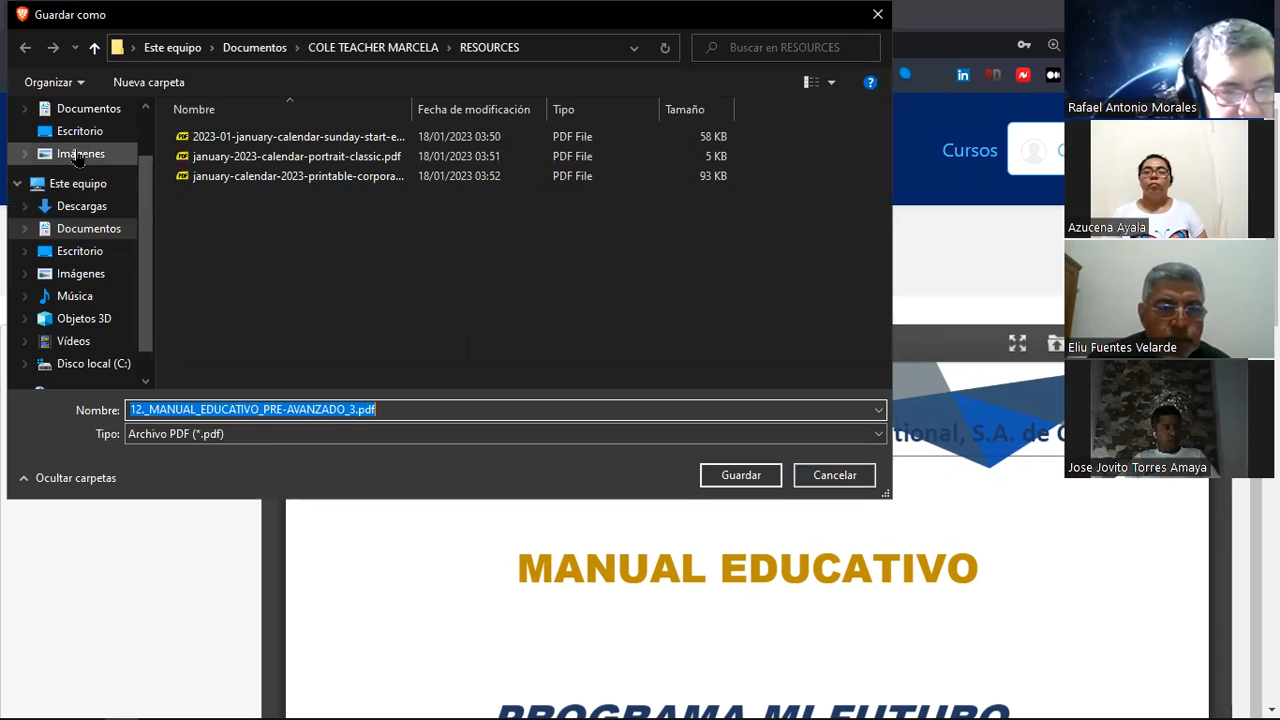 Guardar como
Este equipo > Documentos > COLE TEACHER MARCELA > RESOURCES
Buscar en RESOURCES
Organizar
Nueva carpeta
Nombre
Fecha de modificación
Tipo
Tamaño
2023-01-january-calendar-sunday-start-e...
18/01/2023 03:50
PDF File
58 KB
january-2023-calendar-portrait-classic.pdf
18/01/2023 03:51
PDF File
5 KB
january-calendar-2023-printable-corpora...
18/01/2023 03:52
PDF File
93 KB
Documentos
Escritorio
Imágenes
Este equipo
Descargas
Documentos
Escritorio
Imágenes
Música
Objetos 3D
Vídeos
Disco local (C:)
Nombre:
12._MANUAL_EDUCATIVO_PRE-AVANZADO_3.pdf
Tipo:
Archivo PDF (*.pdf)
Ocultar carpetas
Guardar
Cancelar
Cursos
tional, S.A. de C
MANUAL EDUCATIVO
PROGRAMA MI FUTURO
Rafael Antonio Morales
Azucena Ayala
Eliu Fuentes Velarde
Jose Jovito Torres Amaya